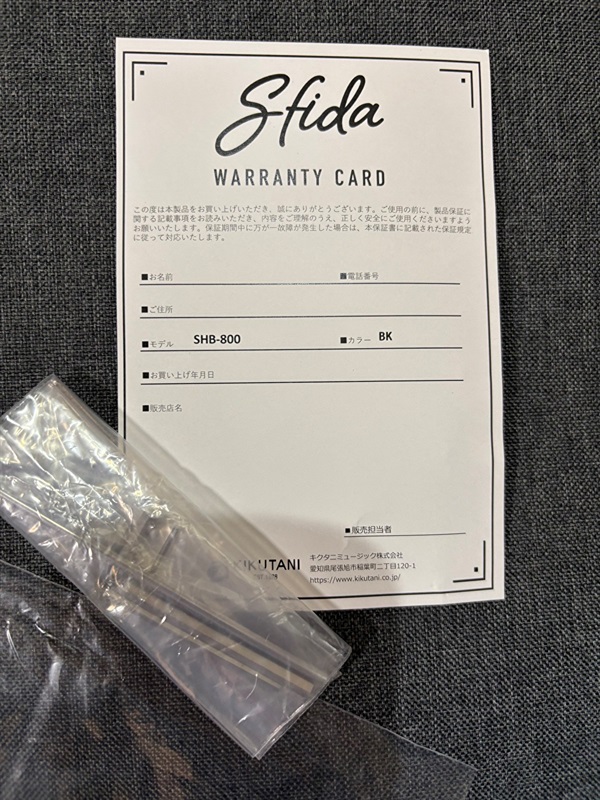 Sfida
WARRANTY CARD
この度は本製品をお買い上げいただき、誠にありがとうございます。ご使用の前に、製品保証に
関する記載事項をお読みいただき、内容をご理解のうえ、正しく安全にご使用くださいますよう
お願いいたします。保証期間中に万が一故障が発生した場合は、本保証書に記載された保証規定
に従って対応いたします。
■お名前 ■電話番号
■ご住所
■モデル SHB-800 ■カラー BK
■お買い上げ年月日
■販売店名
■販売担当者
KIKUTANI
キクタニミュージック株式会社
愛知県尾張旭市稲葉町二丁目120-1
https://www.kikutani.co.jp/